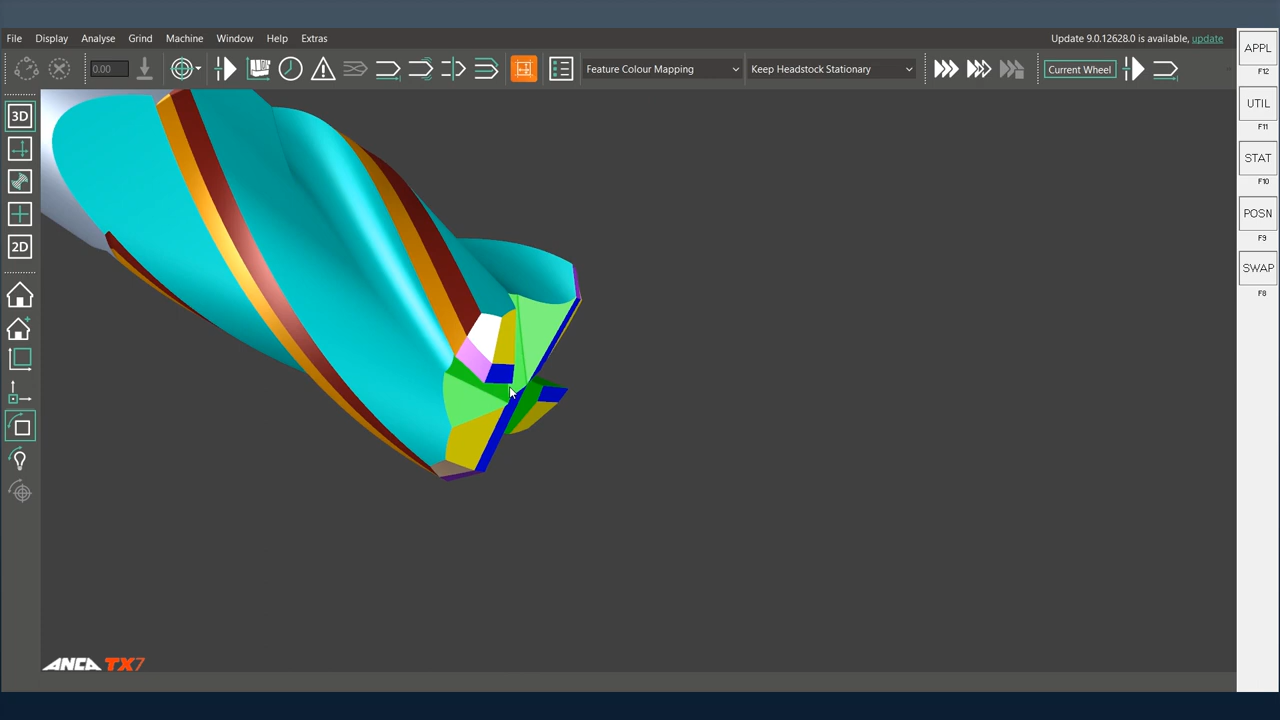 File Display Analyse Grind Machine Window Help Extras
Update 9.0.12628.0 is available, update
0.00
Feature Colour Mapping
Keep Headstock Stationary
Current Wheel
APPL
F12
UTIL
F11
STAT
F10
POSN
F9
SWAP
F8
3D
2D
ANCA TX7